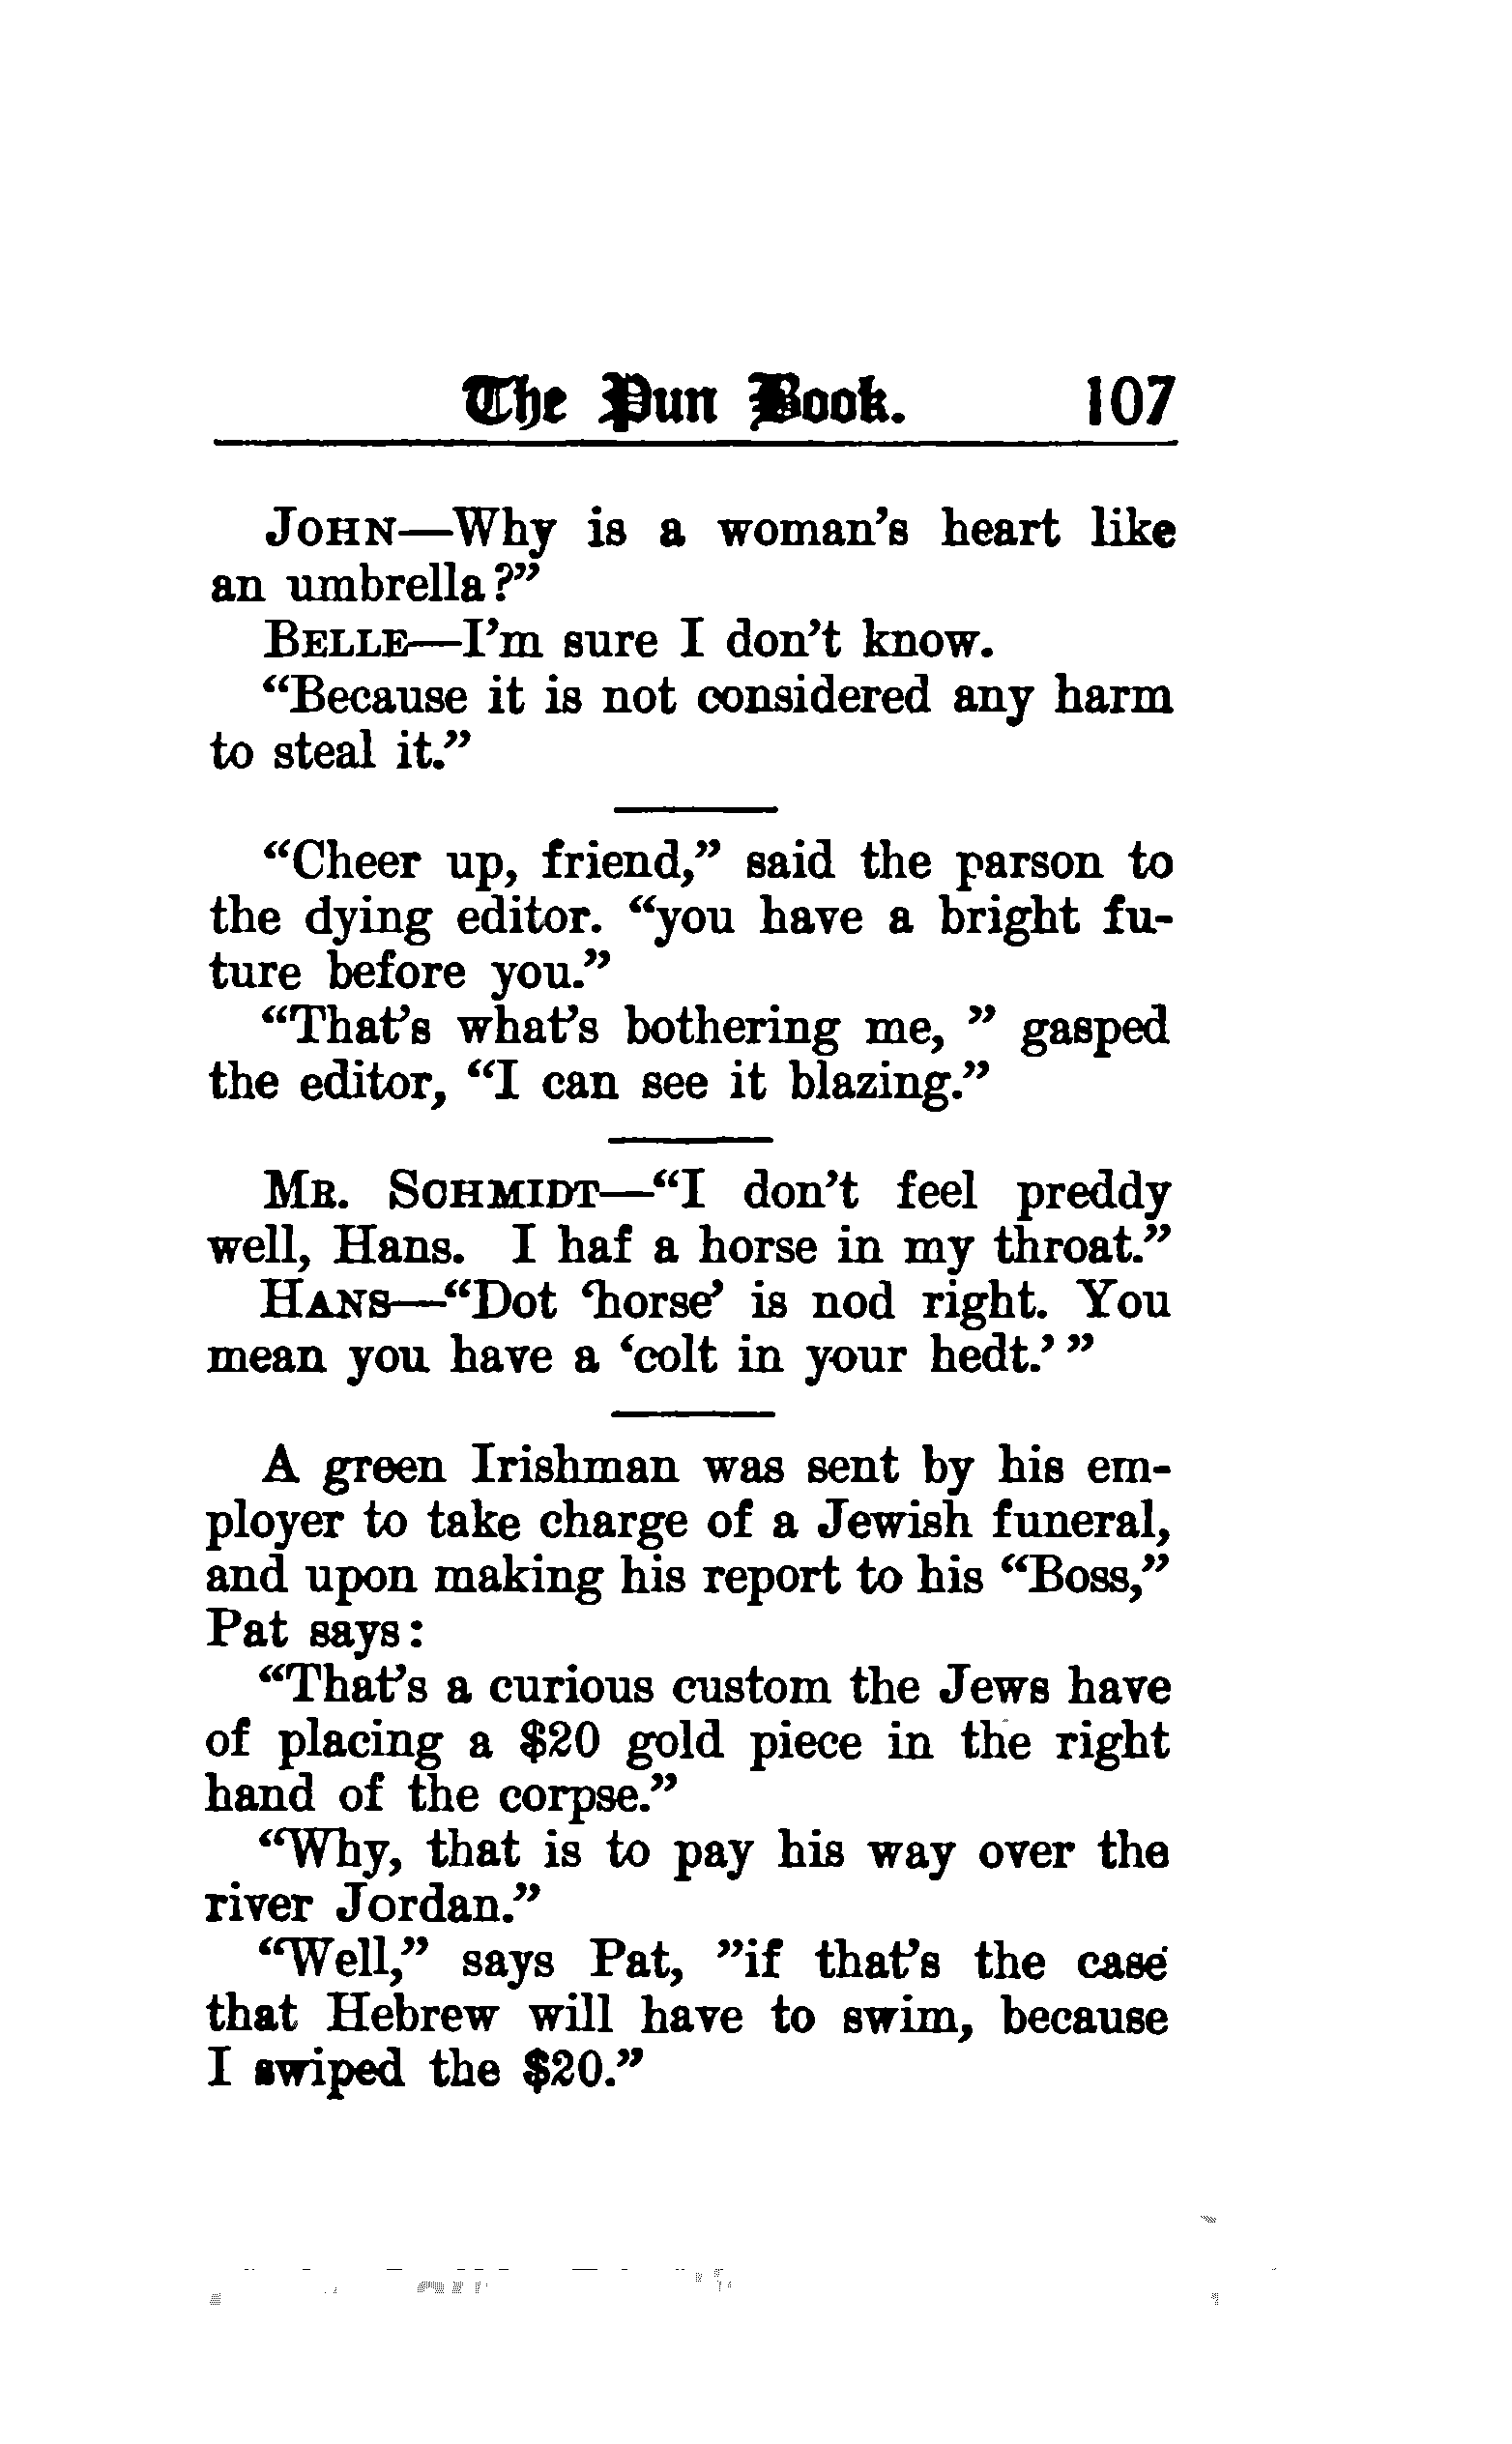 The Pun Book. 107
JOHN—Why is a woman's heart like
an umbrella?"
BELLE—I'm sure I don't know.
"Because it is not considered any harm
to steal it."
"Cheer up, friend," said the parson to
the dying editor. "you have a bright fu-
ture before you."
"That's what's bothering me, " gasped
the editor, "I can see it blazing."
MR. SCHMIDT—"I don't feel preddy
well, Hans. I haf a horse in my throat."
HANS—"Dot 'horse' is nod right. You
mean you have a 'colt in your hedt.' "
A green Irishman was sent by his em-
ployer to take charge of a Jewish funeral,
and upon making his report to his "Boss,"
Pat says:
"That's a curious custom the Jews have
of placing a $20 gold piece in the right
hand of the corpse."
"Why, that is to pay his way over the
river Jordan."
"Well," says Pat, "if that's the case
that Hebrew will have to swim, because
I swiped the $20."